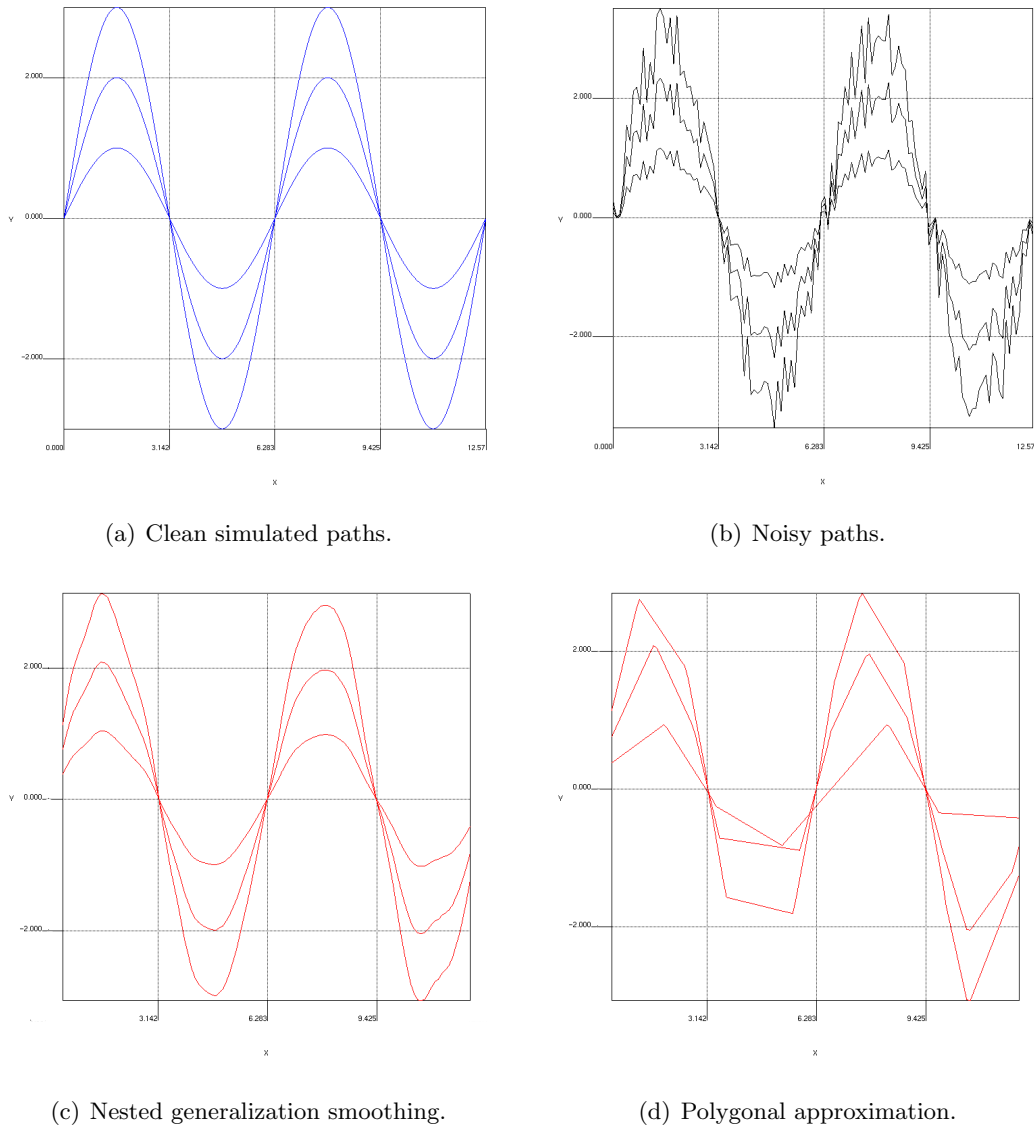 2.000
0.000
Y
-2.000
0.000 3.142 6.283 9.425 12.57
X
(a) Clean simulated paths.
2.000
0.000
Y
-2.000
0.000 3.142 6.283 9.425 12.57
X
(b) Noisy paths.
2.000
0.000
Y
-2.000
3.142 6.283 9.425
X
(c) Nested generalization smoothing.
2.000
0.000
Y
-2.000
3.142 6.283 9.425
X
(d) Polygonal approximation.